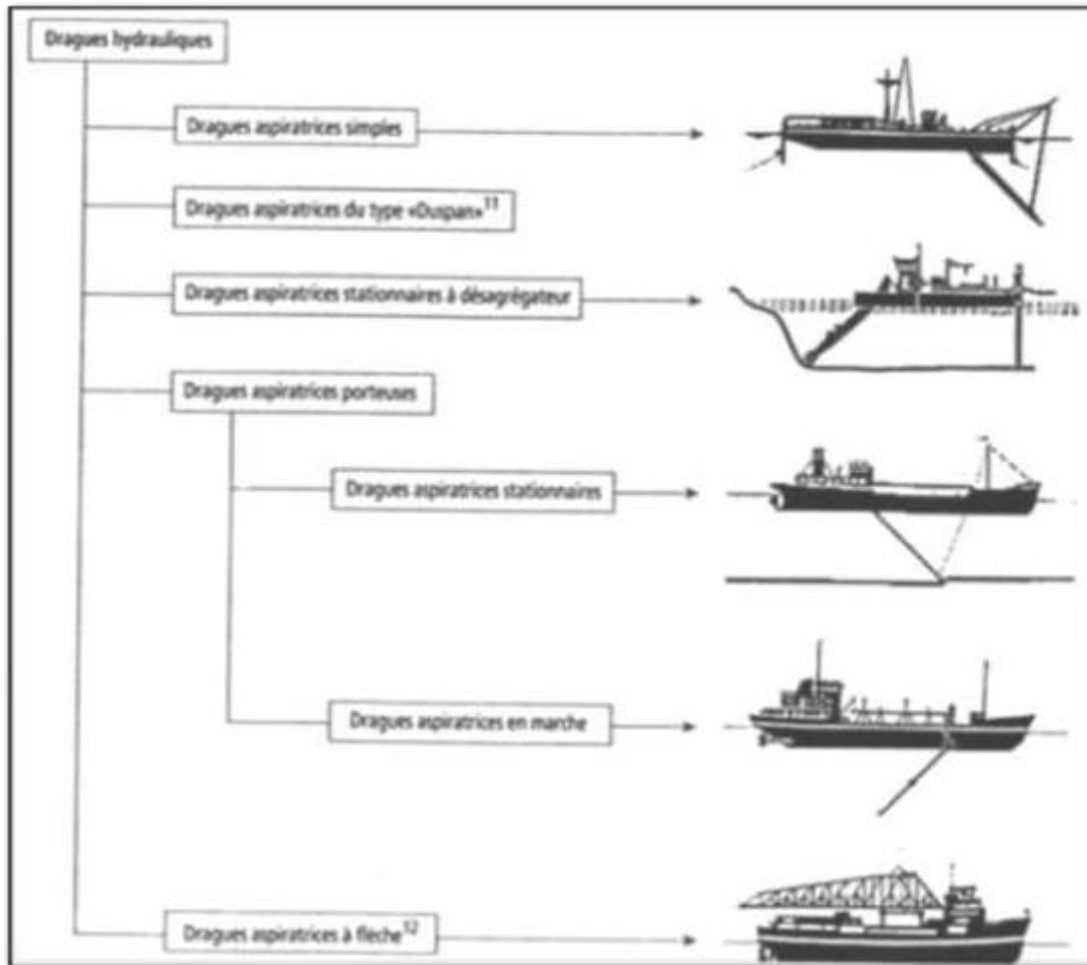 Dragues hydrauliques
Dragues aspiratrices simples
Dragues aspiratrices du type «Duspan»11
Dragues aspiratrices stationnaires à désagrégateur
Dragues aspiratrices porteuses
Dragues aspiratrices stationnaires
Dragues aspiratrices en marche
Dragues aspiratrices à flèche12